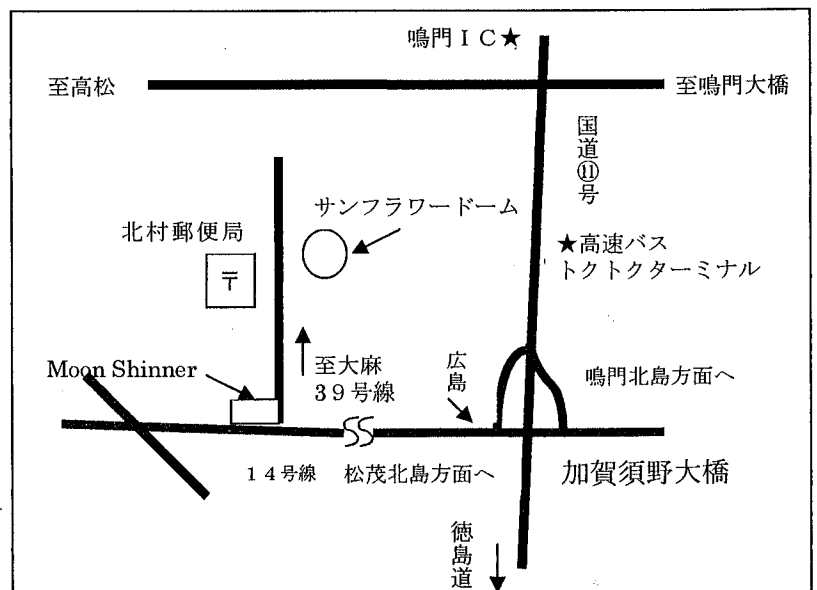 鳴門ＩＣ★
至高松
至鳴門大橋
国道⑪号
サンフラワードーム
北村郵便局
〒
★高速バス
トクトクターミナル
Moon Shinner
至大麻
３９号線
広島
鳴門北島方面へ
１４号線
松茂北島方面へ
加賀須野大橋
徳島道